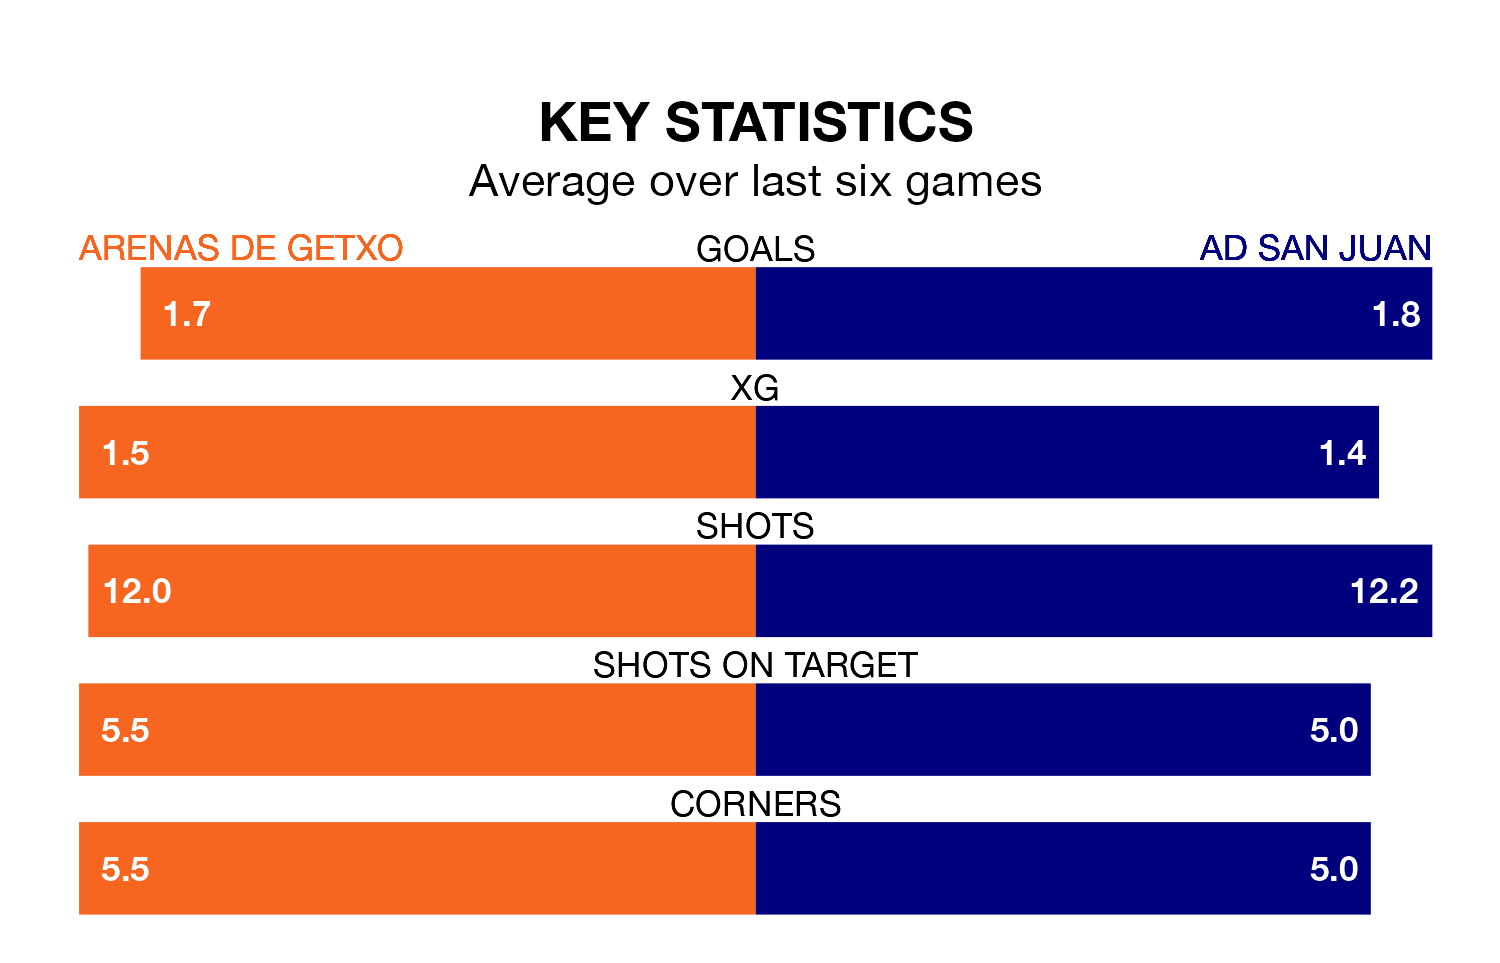 KEY STATISTICS
Average over last six games
ARENAS DE GETXO GOALS AD SAN JUAN
1.7 1.8
XG
1.5 1.4
SHOTS
12.0 12.2
SHOTS ON TARGET
5.5 5.0
CORNERS
5.5 5.0